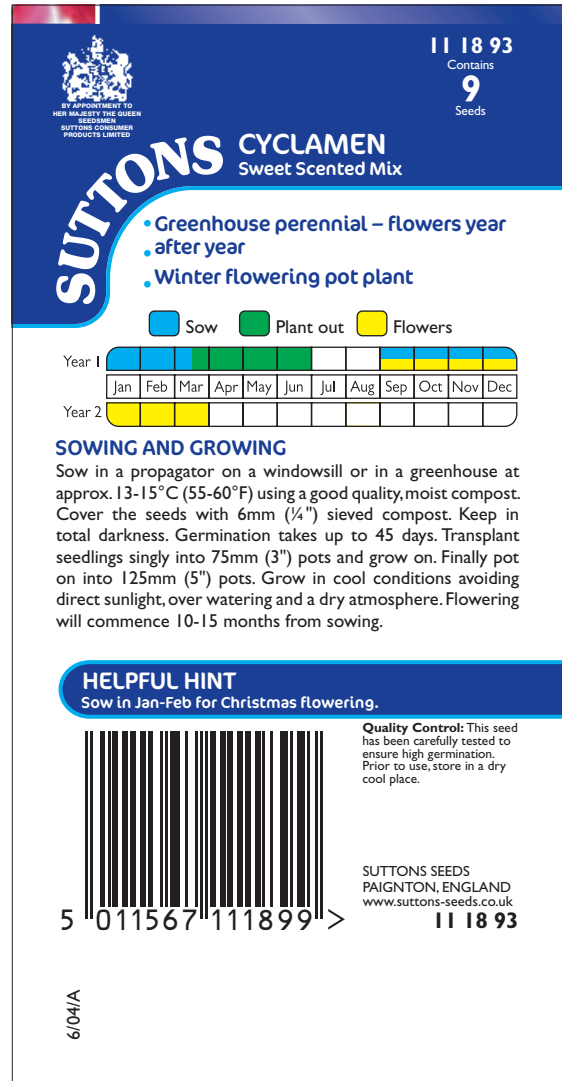 11 18 93
Contains
9
Seeds
BY APPOINTMENT TO
HER MAJESTY THE QUEEN
SEEDSMEN
SUTTONS CONSUMER
PRODUCTS LIMITED
SUTTONS
CYCLAMEN
Sweet Scented Mix
• Greenhouse perennial – flowers year
• after year
• Winter flowering pot plant
Sow Plant out Flowers
Year 1
Jan Feb Mar Apr May Jun Jul Aug Sep Oct Nov Dec
Year 2
SOWING AND GROWING
Sow in a propagator on a windowsill or in a greenhouse at
approx. 13-15°C (55-60°F) using a good quality, moist compost.
Cover the seeds with 6mm (¼") sieved compost. Keep in
total darkness. Germination takes up to 45 days. Transplant
seedlings singly into 75mm (3") pots and grow on. Finally pot
on into 125mm (5") pots. Grow in cool conditions avoiding
direct sunlight, over watering and a dry atmosphere. Flowering
will commence 10-15 months from sowing.
HELPFUL HINT
Sow in Jan-Feb for Christmas flowering.
Quality Control: This seed
has been carefully tested to
ensure high germination.
Prior to use, store in a dry
cool place.
SUTTONS SEEDS
PAIGNTON, ENGLAND
www.suttons-seeds.co.uk
11 18 93
5 011567 111899 >
6/04/A